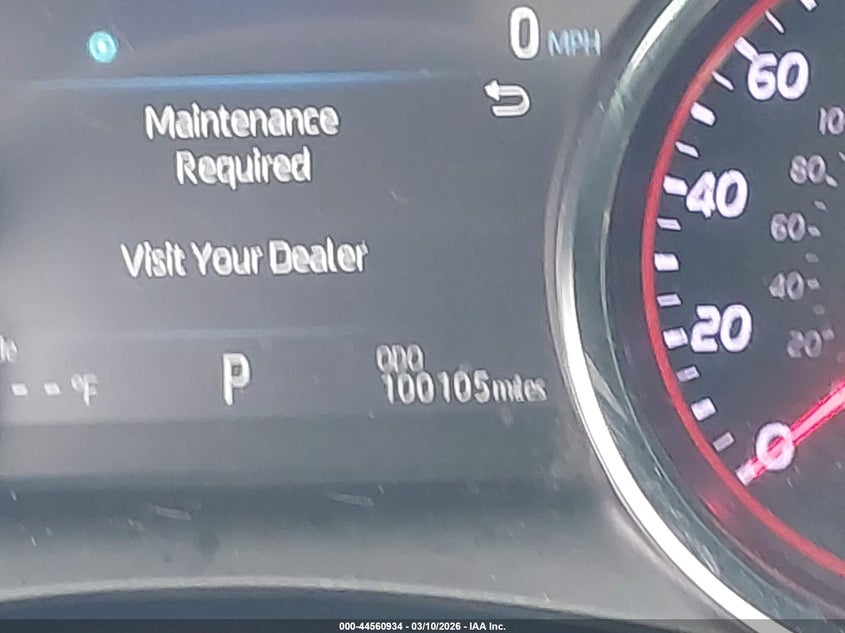 0 MPH
Maintenance
Required
Visit Your Dealer
-- °F
P
ODO
100105 miles
60
40
20
0
80
60
40
20
000-44560934 - 03/10/2026 - IAA Inc.